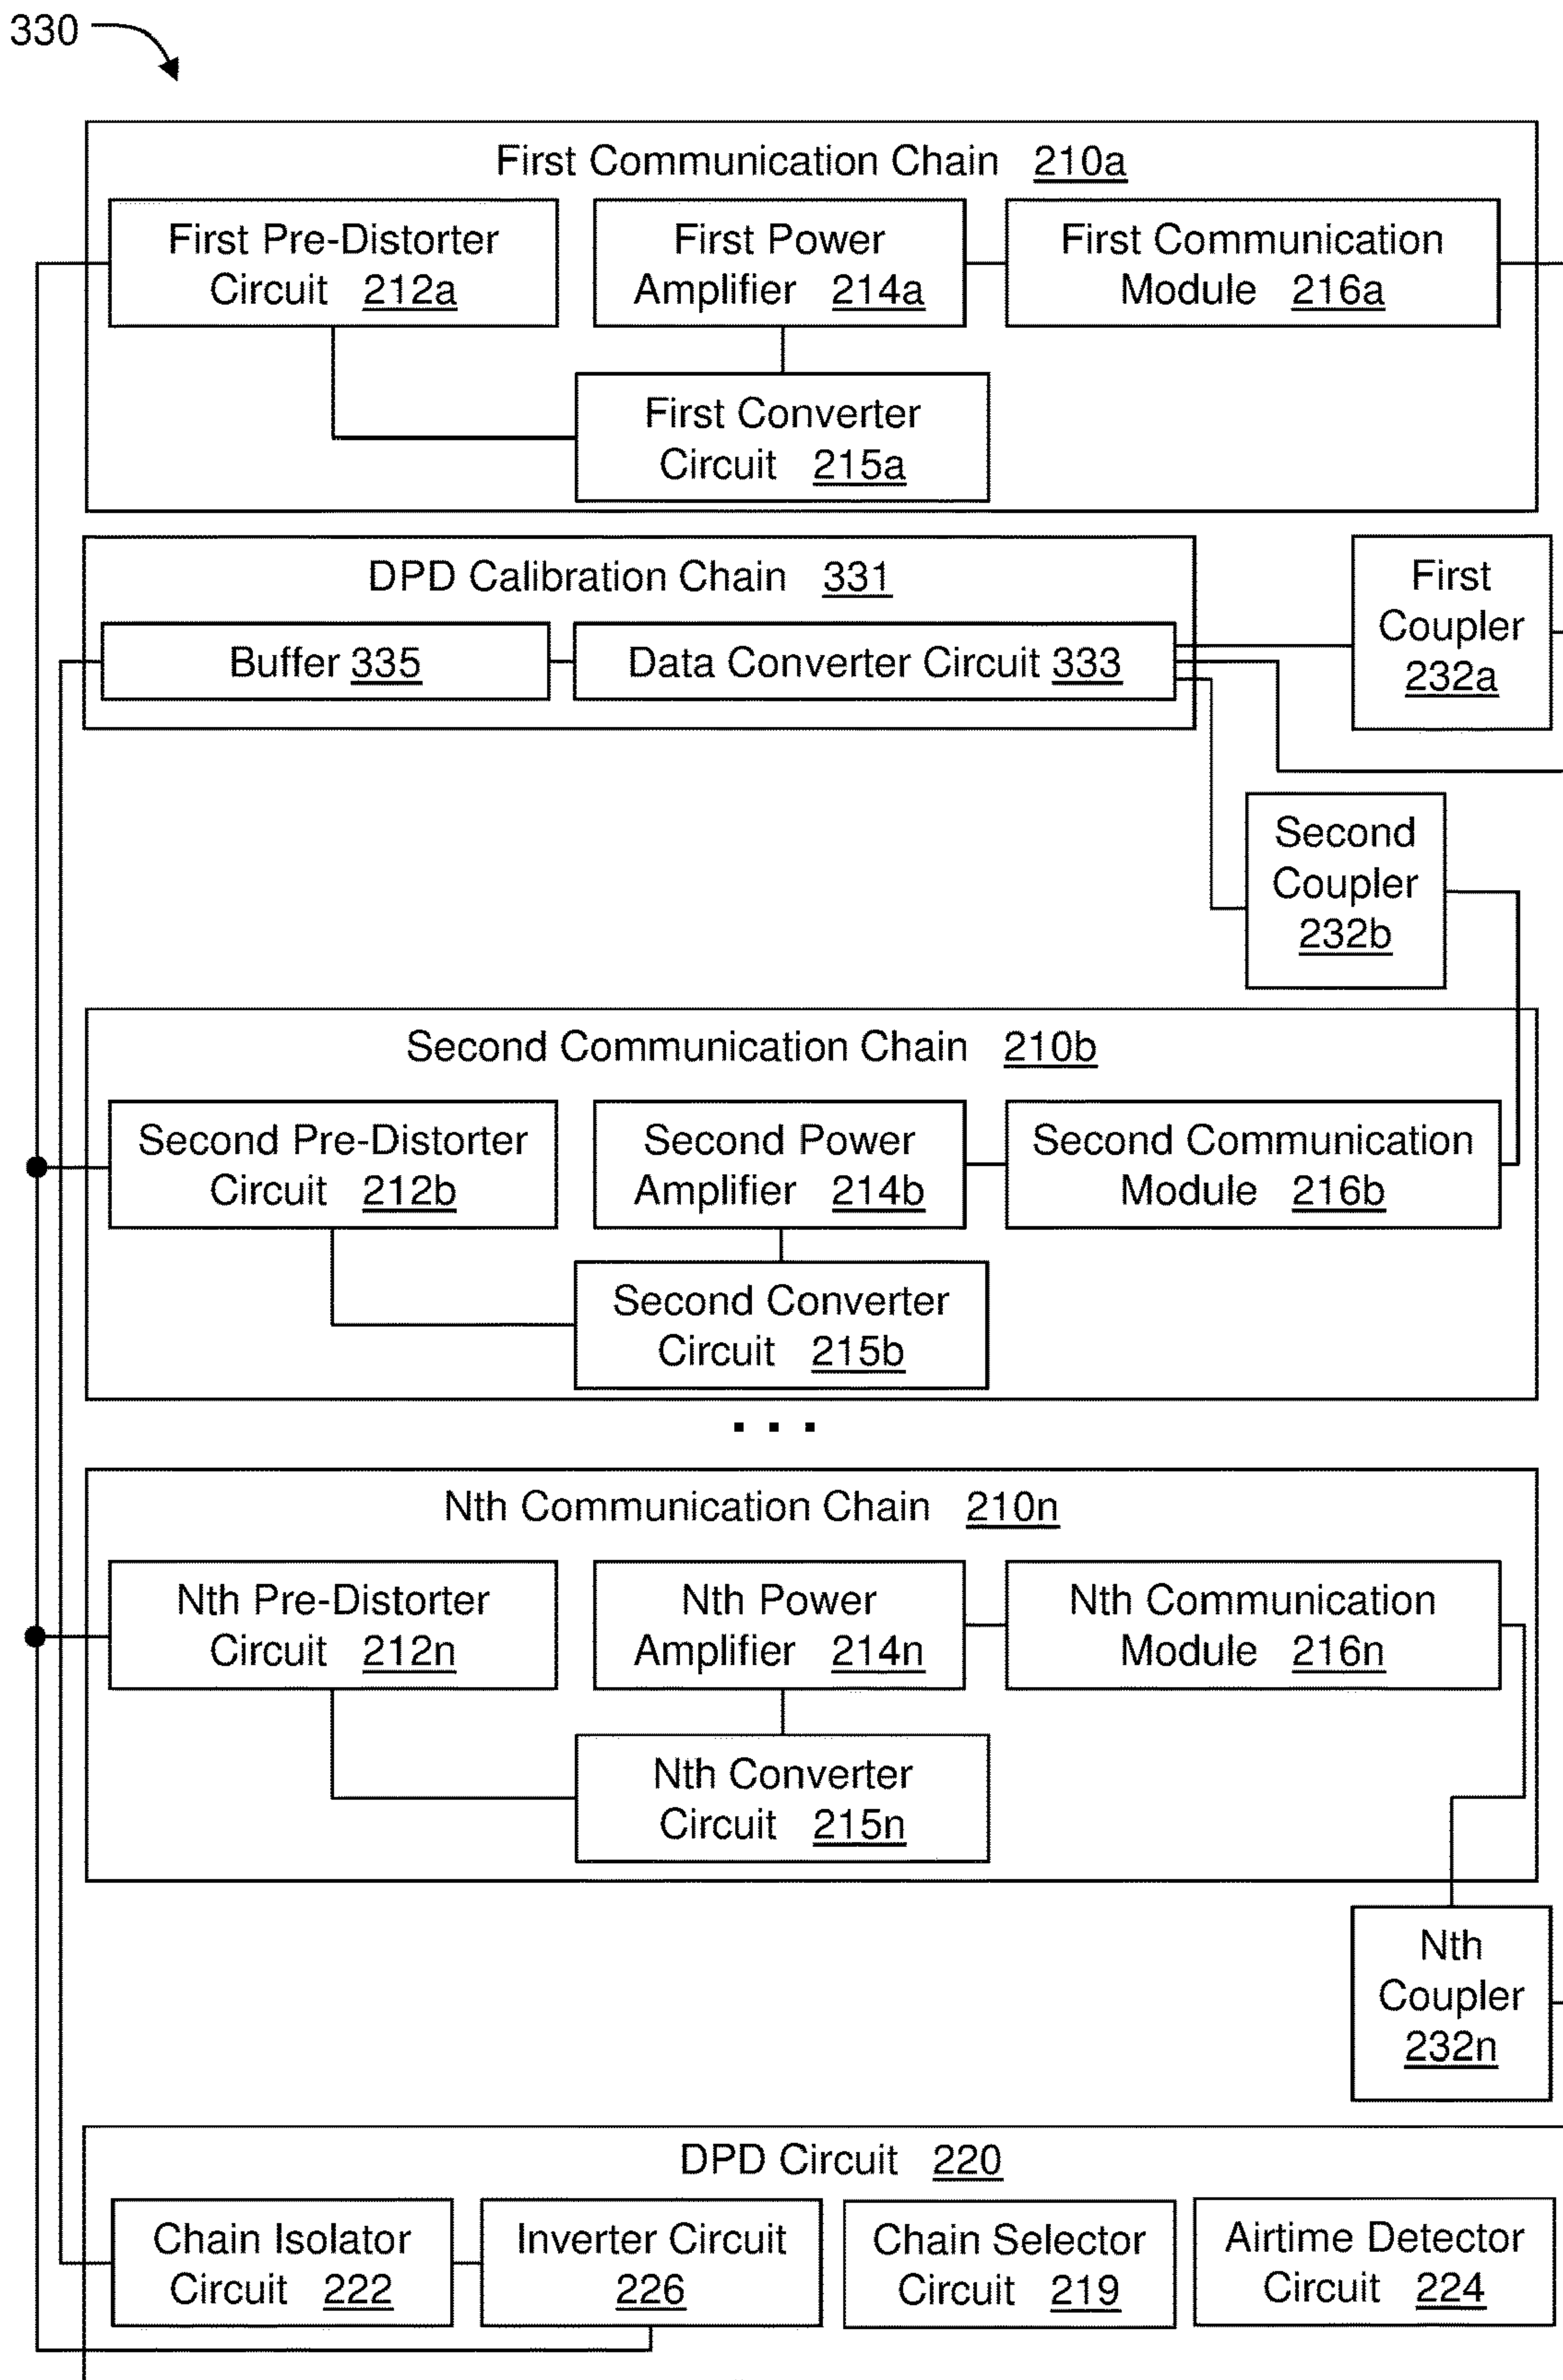 330
First Communication Chain 210a
First Pre-Distorter
Circuit 212a
First Power
Amplifier 214a
First Communication
Module 216a
First Converter
Circuit 215a
DPD Calibration Chain 331
Buffer 335
Data Converter Circuit 333
First
Coupler
232a
Second
Coupler
232b
Second Communication Chain 210b
Second Pre-Distorter
Circuit 212b
Second Power
Amplifier 214b
Second Communication
Module 216b
Second Converter
Circuit 215b
. . .
Nth Communication Chain 210n
Nth Pre-Distorter
Circuit 212n
Nth Power
Amplifier 214n
Nth Communication
Module 216n
Nth Converter
Circuit 215n
Nth
Coupler
232n
DPD Circuit 220
Chain Isolator
Circuit 222
Inverter Circuit
226
Chain Selector
Circuit 219
Airtime Detector
Circuit 224